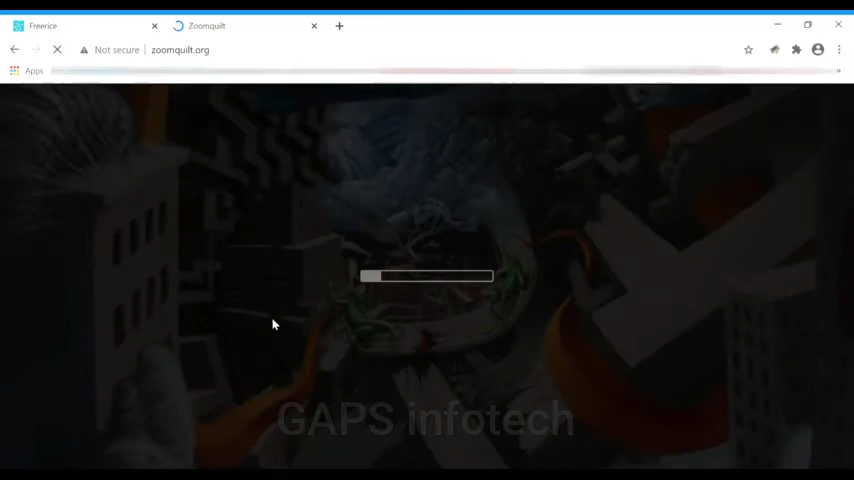 Freerice
Zoomquilt
Not secure
zoomquilt.org
Apps
GAPS infotech